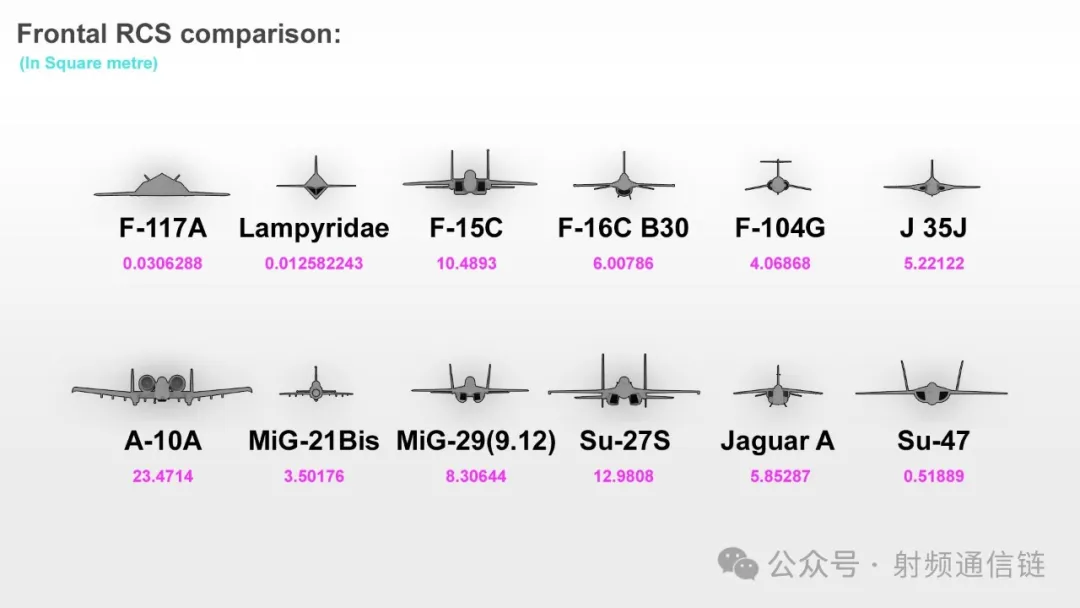 Frontal RCS comparison:
(In Square metre)
F-117A Lampyridae F-15C F-16C B30 F-104G J 35J
0.0306288 0.012582243 10.4893 6.00786 4.06868 5.22122
A-10A MiG-21Bis MiG-29(9.12) Su-27S Jaguar A Su-47
23.4714 3.50176 8.30644 12.9808 5.85287 0.51889
公众号 · 射频通信链